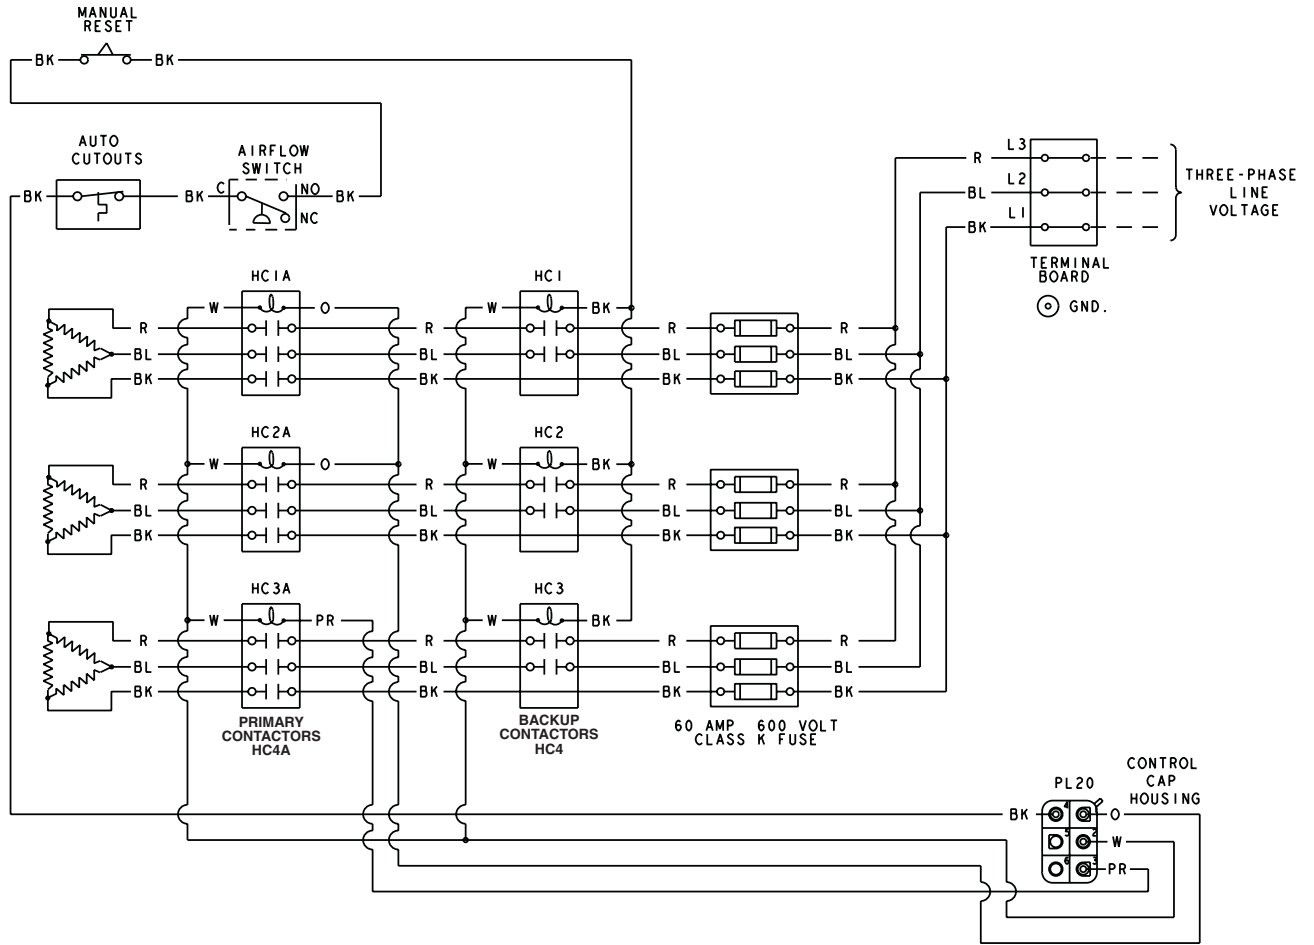 MANUAL
RESET
BK BK
AUTO
CUTOUTS
AIRFLOW
SWITCH
BK BK C NO BK
NC
L3
R
L2
BL
L1
BK
THREE-PHASE
LINE
VOLTAGE
TERMINAL
BOARD
GND.
HC1A HC1
W O W BK
R R R R
BL BL BL BL
BK BK BK BK
HC2A HC2
W O W BK
R R R R
BL BL BL BL
BK BK BK BK
HC3A HC3
W PR W BK
R R R R
BL BL BL BL
BK BK BK BK
PRIMARY
CONTACTORS
HC4A
BACKUP
CONTACTORS
HC4
60 AMP 600 VOLT
CLASS K FUSE
CONTROL
CAP
HOUSING
PL20
BK 4 O
5 2 W
6 3 PR